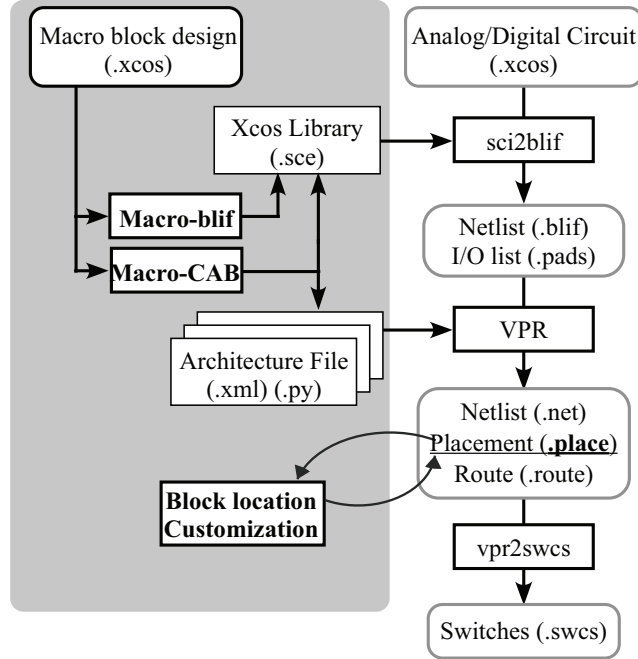 Macro block design
(.xcos)
Analog/Digital Circuit
(.xcos)
Xcos Library
(.sce)
sci2blif
Macro-blif
Macro-CAB
Netlist (.blif)
I/O list (.pads)
VPR
Architecture File
(.xml) (.py)
Netlist (.net)
Placement (.place)
Route (.route)
Block location
Customization
vpr2swcs
Switches (.swcs)